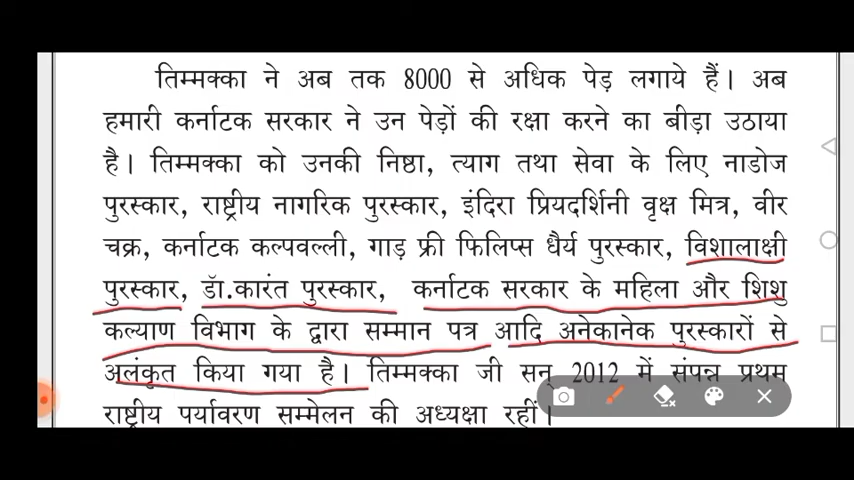 तिम्मक्का ने अब तक 8000 से अधिक पेड़ लगाये हैं। अब
हमारी कर्नाटक सरकार ने उन पेड़ों की रक्षा करने का बीड़ा उठाया
है। तिम्मक्का को उनकी निष्ठा, त्याग तथा सेवा के लिए नाडोज
पुरस्कार, राष्ट्रीय नागरिक पुरस्कार, इंदिरा प्रियदर्शिनी वृक्ष मित्र, वीर
चक्र, कर्नाटक कल्पवल्ली, गाड़ फ्री फिलिप्स धैर्य पुरस्कार, विशालाक्षी
पुरस्कार, डॅा.कारंत पुरस्कार, कर्नाटक सरकार के महिला और शिशु
कल्याण विभाग के द्वारा सम्मान पत्र आदि अनेकानेक पुरस्कारों से
अलंकृत किया गया है। तिम्मक्का जी सन् 2012 में संपन्न प्रथम
राष्ट्रीय पर्यावरण सम्मेलन की अध्यक्षा रहीं।